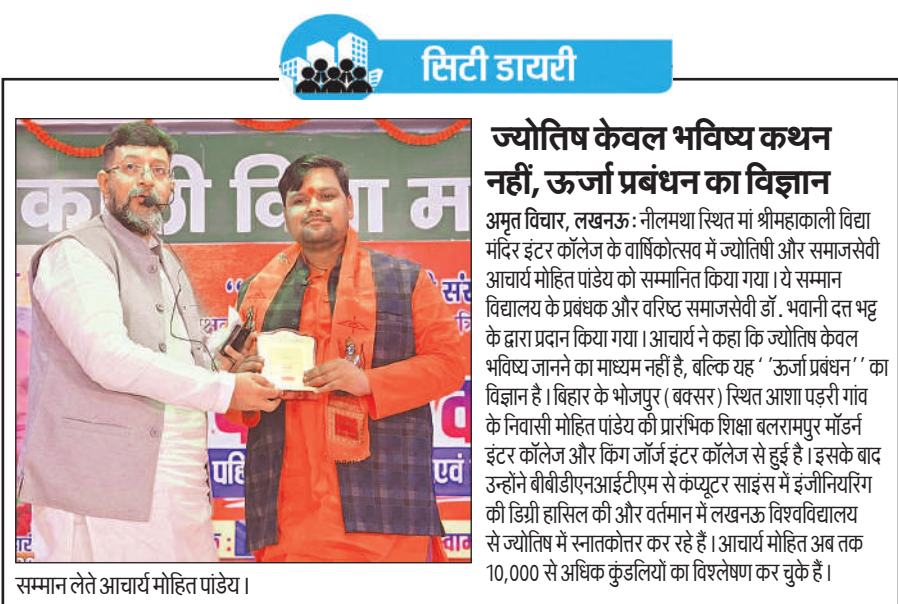 सिटी डायरी
ज्योतिष केवल भविष्य कथन
नहीं, ऊर्जा प्रबंधन का विज्ञान
अमृत विचार, लखनऊ : नीलमथा स्थित मां श्रीमहाकाली विद्या
मंदिर इंटर कॉलेज के वार्षिकोत्सव में ज्योतिषी और समाजसेवी
आचार्य मोहित पांडेय को सम्मानित किया गया । ये सम्मान
विद्यालय के प्रबंधक और वरिष्ठ समाजसेवी डॉ . भवानी दत्त भट्ट
के द्वारा प्रदान किया गया । आचार्य ने कहा कि ज्योतिष केवल
भविष्य जानने का माध्यम नहीं है, बल्कि यह ‘ ’ऊर्जा प्रबंधन’ ’ का
विज्ञान है । बिहार के भोजपुर ( बक्सर ) स्थित आशा पड़री गांव
के निवासी मोहित पांडेय की प्रारंभिक शिक्षा बलरामपुर मॉडर्न
इंटर कॉलेज और किंग जॉर्ज इंटर कॉलेज से हुई है । इसके बाद
उन्होंने बीबीडीएनआईटीएम से कंप्यूटर साइंस में इंजीनियरिंग
की डिग्री हासिल की और वर्तमान में लखनऊ विश्वविद्यालय
से ज्योतिष में स्नातकोत्तर कर रहे हैं । आचार्य मोहित अब तक
10,000 से अधिक कुंडलियों का विश्लेषण कर चुके हैं ।
सम्मान लेते आचार्य मोहित पांडेय ।